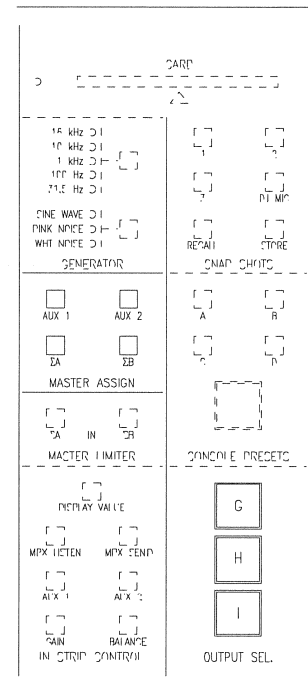 CARD
16 kHz
10 kHz
1 kHz
100 Hz
31,5 Hz
SINE WAVE
PINK NOISE
WHT NOISE
GENERATOR
1 2
3 DJ MIC
RECALL STORE
SNAP SHOTS
AUX 1 AUX 2
ΣA ΣB
MASTER ASSIGN
A B
C D
CONSOLE PRESETS
ΣA IN ΣB
MASTER LIMITER
DISPLAY VALUE
MPX LISTEN MPX SEND
AUX 1 AUX 2
GAIN BALANCE
IN STRIP CONTROL
G
H
I
OUTPUT SEL.